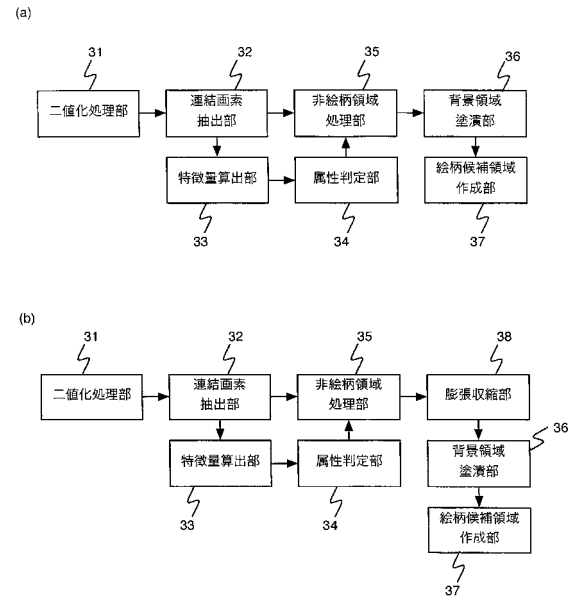 (a)
31
32
35
36
二値化処理部
連結画素
抽出部
非絵柄領域
処理部
背景領域
塗潰部
特徴量算出部
属性判定部
絵柄候補領域
作成部
33
34
37
(b)
31
32
35
38
二値化処理部
連結画素
抽出部
非絵柄領域
処理部
膨張収縮部
36
特徴量算出部
属性判定部
背景領域
塗潰部
33
34
絵柄候補領域
作成部
37